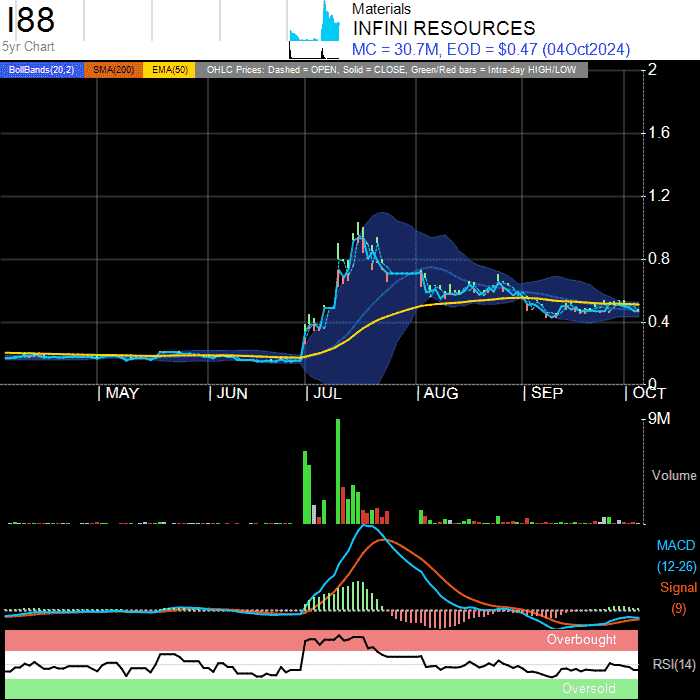 I88
5yr Chart
Materials
INFINI RESOURCES
MC = 30.7M, EOD = $0.47 (04Oct2024)
BollBands(20,2) SMA(200) EMA(50) OHLC Prices: Dashed = OPEN, Solid = CLOSE, Green/Red bars = Intra-day HIGH/LOW
2
1.6
1.2
0.8
0.4
0
MAY JUN JUL AUG SEP OCT
9M
Volume
MACD
(12-26)
Signal
(9)
Overbought
RSI(14)
Oversold